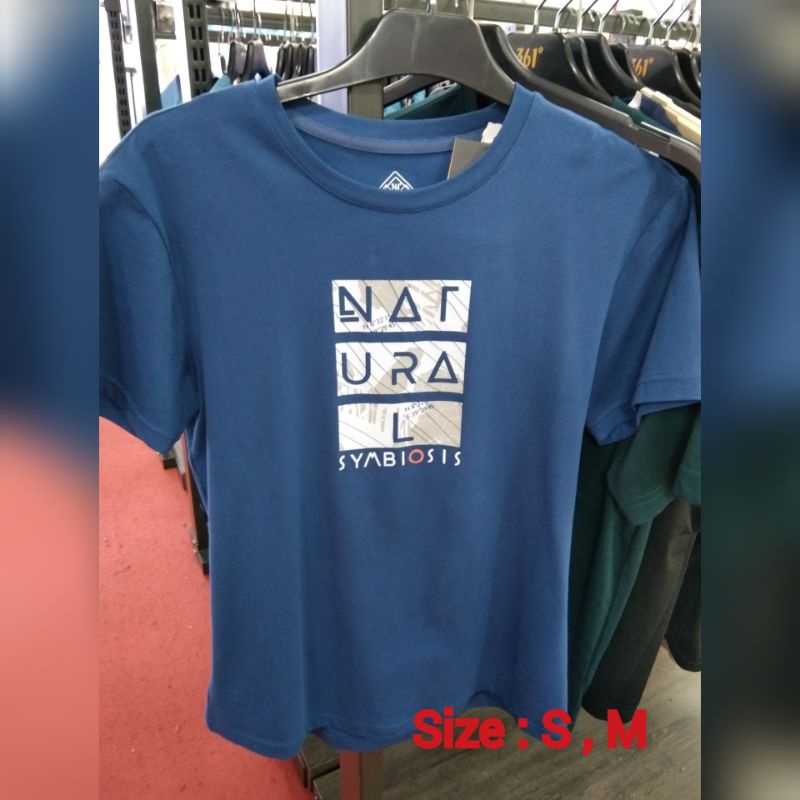 361°
361°
NAT
URA
L
SYMBIOSIS
Size : S , M